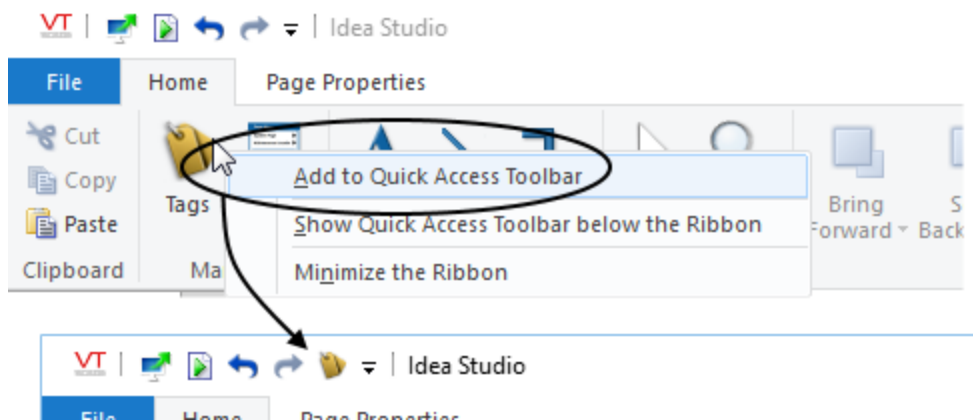 VT Idea Studio
File Home Page Properties
Cut
Copy
Paste
Clipboard
Tags
Ma
Add to Quick Access Toolbar
Show Quick Access Toolbar below the Ribbon
Minimize the Ribbon
Bring
Forward
S
Back
VT Idea Studio
File Home Page Properties